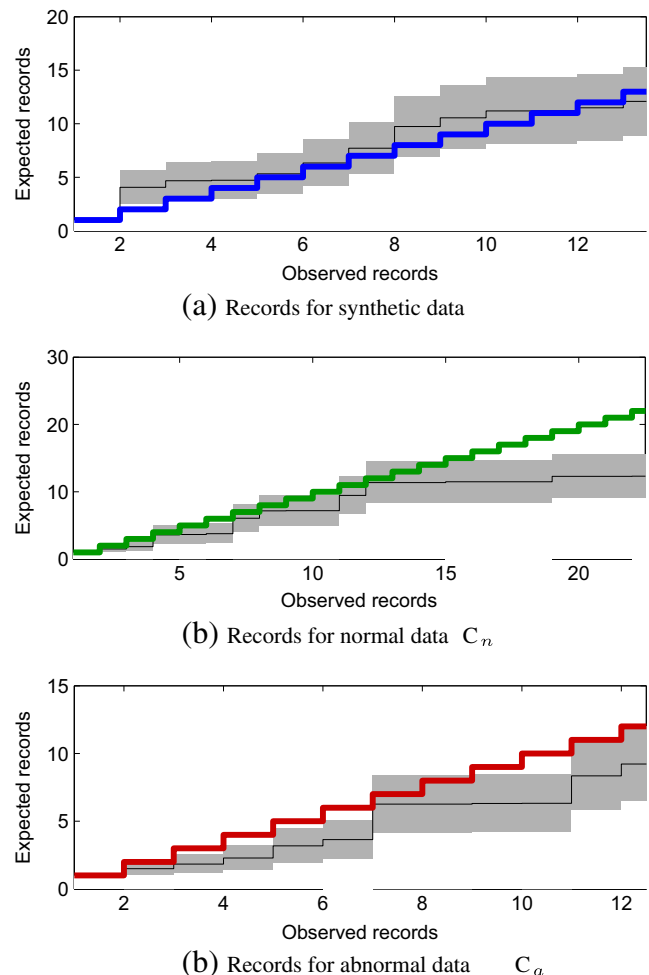 20
15
10
5
0
Expected records
2 4 6 8 10 12
Observed records
(a) Records for synthetic data
30
20
10
0
Expected records
5 10 15 20
Observed records
(b) Records for normal data C n
15
10
5
0
Expected records
2 4 6 8 10 12
Observed records
(b) Records for abnormal data C a